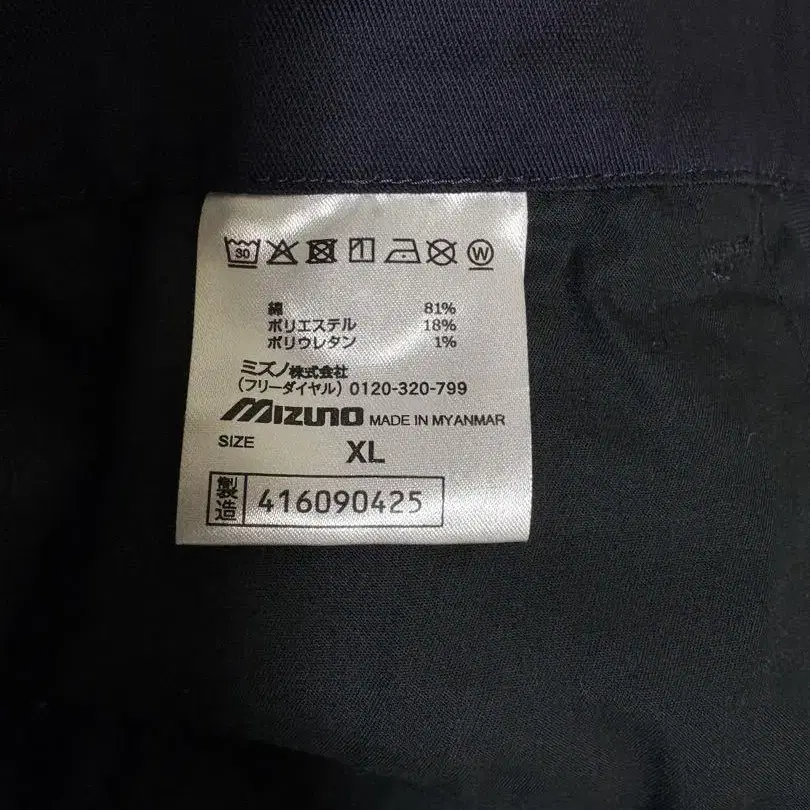 30 W
綿 81%
ポリエステル 18%
ポリウレタン 1%
ミズノ株式会社
(フリーダイヤル) 0120-320-799
MIZUNO MADE IN MYANMAR
SIZE XL
製造 416090425